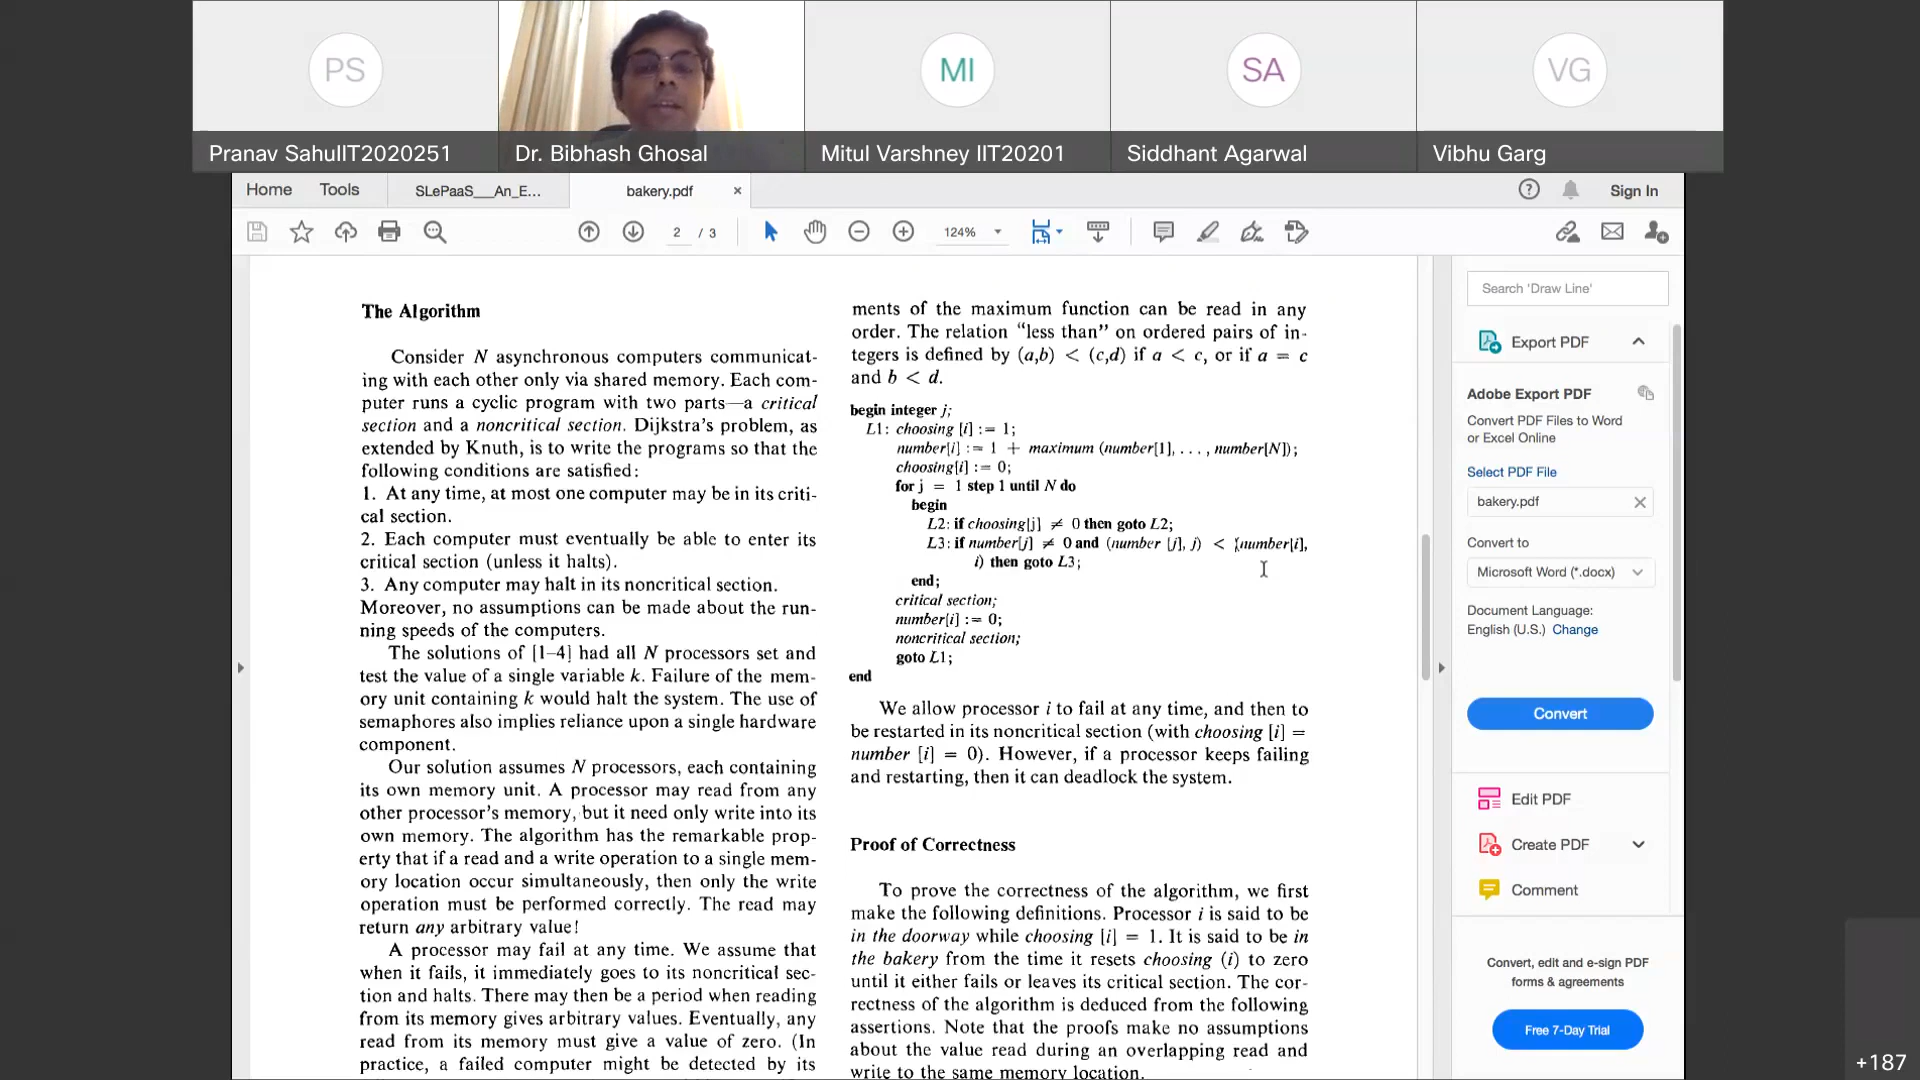 PS
MI
SA
VG
Pranav SahuIIT2020251
Dr. Bibhash Ghosal
Mitul Varshney IIT20201
Siddhant Agarwal
Vibhu Garg
Home
Tools
SLePaaS___An_E...
bakery.pdf
Sign In
2 / 3
124%
The Algorithm
Consider N asynchronous computers communicat-
ing with each other only via shared memory. Each com-
puter runs a cyclic program with two parts—a critical
section and a noncritical section. Dijkstra's problem, as
extended by Knuth, is to write the programs so that the
following conditions are satisfied:
1. At any time, at most one computer may be in its criti-
cal section.
2. Each computer must eventually be able to enter its
critical section (unless it halts).
3. Any computer may halt in its noncritical section.
Moreover, no assumptions can be made about the run-
ning speeds of the computers.
The solutions of [1–4] had all N processors set and
test the value of a single variable k. Failure of the mem-
ory unit containing k would halt the system. The use of
semaphores also implies reliance upon a single hardware
component.
Our solution assumes N processors, each containing
its own memory unit. A processor may read from any
other processor's memory, but it need only write into its
own memory. The algorithm has the remarkable prop-
erty that if a read and a write operation to a single mem-
ory location occur simultaneously, then only the write
operation must be performed correctly. The read may
return any arbitrary value!
A processor may fail at any time. We assume that
when it fails, it immediately goes to its noncritical sec-
tion and halts. There may then be a period when reading
from its memory gives arbitrary values. Eventually, any
read from its memory must give a value of zero. (In
practice, a failed computer might be detected by its
ments of the maximum function can be read in any
order. The relation "less than" on ordered pairs of in-
tegers is defined by (a,b) < (c,d) if a < c, or if a = c
and b < d.
begin integer j;
L1: choosing [i] := 1;
number[i] := 1 + maximum (number[1], . . . , number[N]);
choosing[i] := 0;
for j = 1 step 1 until N do
begin
L2: if choosing[j] ≠ 0 then goto L2;
L3: if number[j] ≠ 0 and (number [j], j) < (number[i],
i) then goto L3;
end;
critical section;
number[i] := 0;
noncritical section;
goto L1;
end
We allow processor i to fail at any time, and then to
be restarted in its noncritical section (with choosing [i] =
number [i] = 0). However, if a processor keeps failing
and restarting, then it can deadlock the system.
Proof of Correctness
To prove the correctness of the algorithm, we first
make the following definitions. Processor i is said to be
in the doorway while choosing [i] = 1. It is said to be in
the bakery from the time it resets choosing (i) to zero
until it either fails or leaves its critical section. The cor-
rectness of the algorithm is deduced from the following
assertions. Note that the proofs make no assumptions
about the value read during an overlapping read and
write to the same memory location.
Search 'Draw Line'
Export PDF
Adobe Export PDF
Convert PDF Files to Word
or Excel Online
Select PDF File
bakery.pdf
Convert to
Microsoft Word (*.docx)
Document Language:
English (U.S.) Change
Convert
Edit PDF
Create PDF
Comment
Convert, edit and e-sign PDF
forms & agreements
Free 7-Day Trial
+187